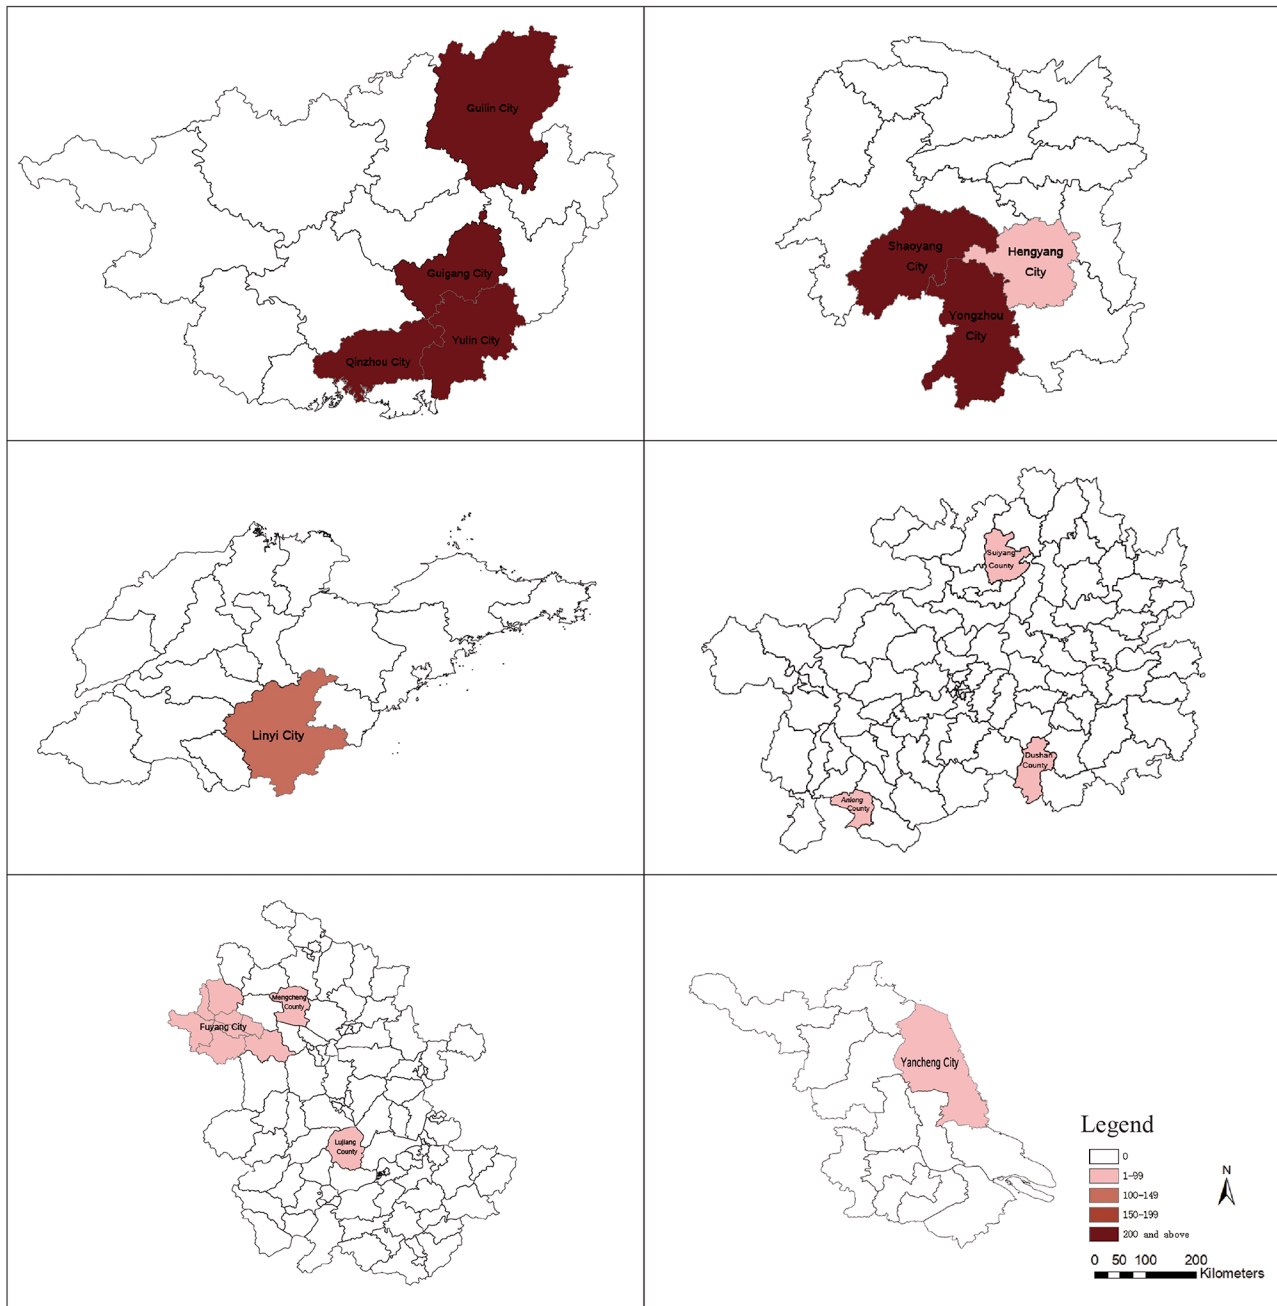 Guilin City
Guigang City
Yulin City
Qinzhou City
Shaoyang
City
Hengyang
City
Yongzhou
City
Linyi City
Suiyang
County
Dushan
County
Anlong
County
Mengcheng
County
Fuyang City
Lujiang
County
Yancheng City
Legend
0
1-99
100-149
150-199
200 and above
N
0 50 100 200
Kilometers